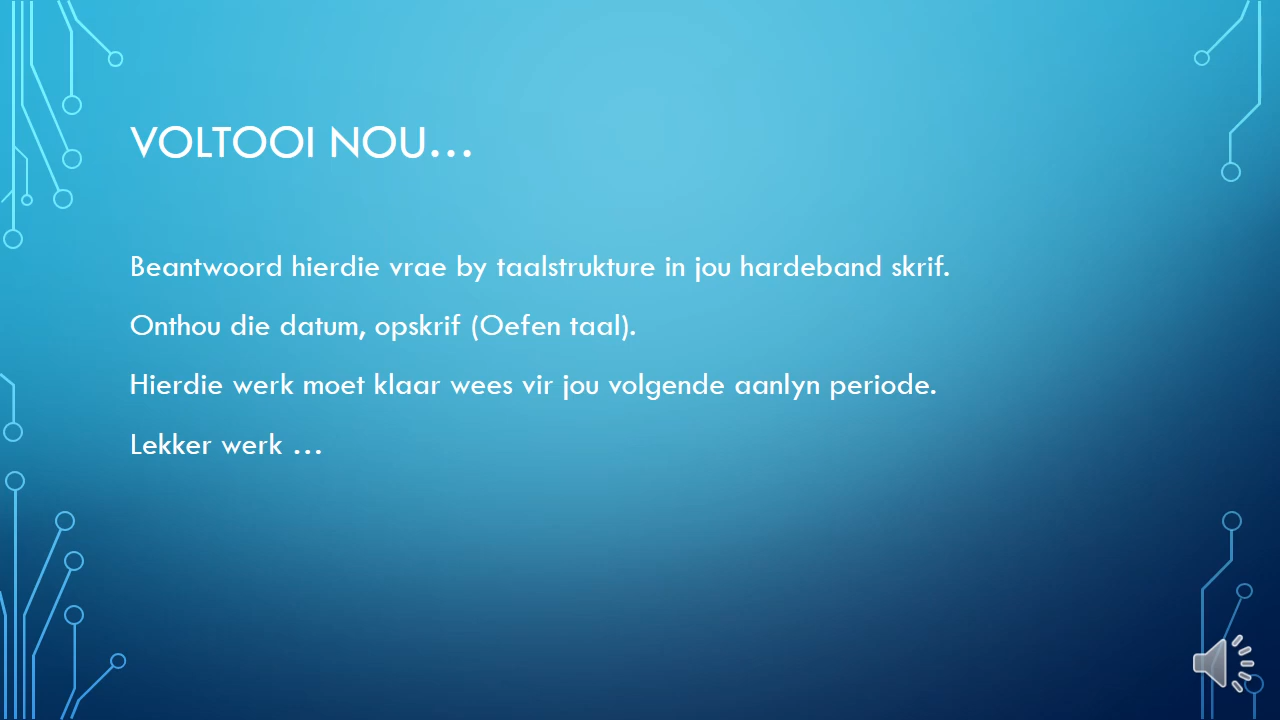 VOLTOOI NOU...
Beantwoord hierdie vrae by taalstrukture in jou hardeband skrif.
Onthou die datum, opskrif (Oefen taal).
Hierdie werk moet klaar wees vir jou volgende aanlyn periode.
Lekker werk ...